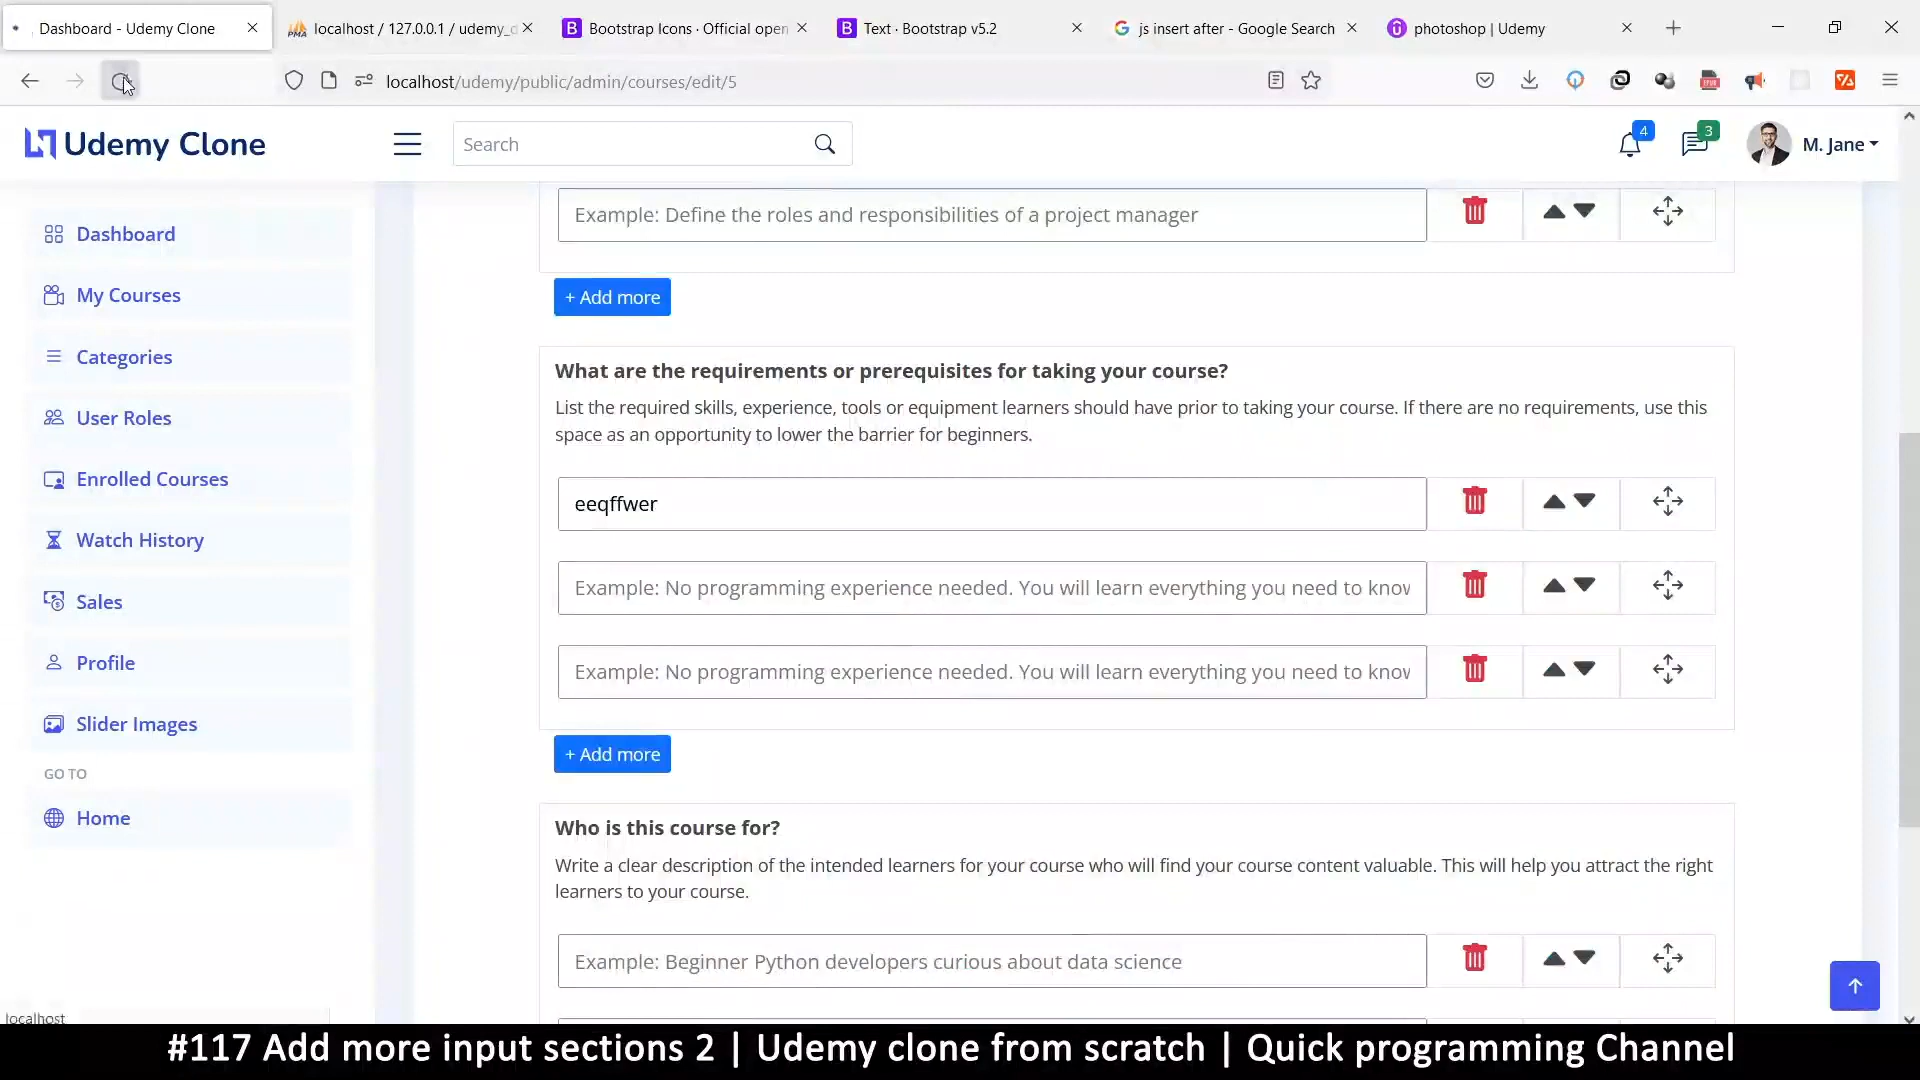 Dashboard - Udemy Clone
localhost / 127.0.0.1 / udemy_
Bootstrap Icons · Official open
Text · Bootstrap v5.2
js insert after - Google Search
photoshop | Udemy
localhost/udemy/public/admin/courses/edit/5
Udemy Clone
Search
4
3
M. Jane
Dashboard
My Courses
Categories
User Roles
Enrolled Courses
Watch History
Sales
Profile
Slider Images
GO TO
Home
Example: Define the roles and responsibilities of a project manager
+ Add more
What are the requirements or prerequisites for taking your course?
List the required skills, experience, tools or equipment learners should have prior to taking your course. If there are no requirements, use this
space as an opportunity to lower the barrier for beginners.
eeqffwer
Example: No programming experience needed. You will learn everything you need to know
Example: No programming experience needed. You will learn everything you need to know
+ Add more
Who is this course for?
Write a clear description of the intended learners for your course who will find your course content valuable. This will help you attract the right
learners to your course.
Example: Beginner Python developers curious about data science
localhost
#117 Add more input sections 2 | Udemy clone from scratch | Quick programming Channel